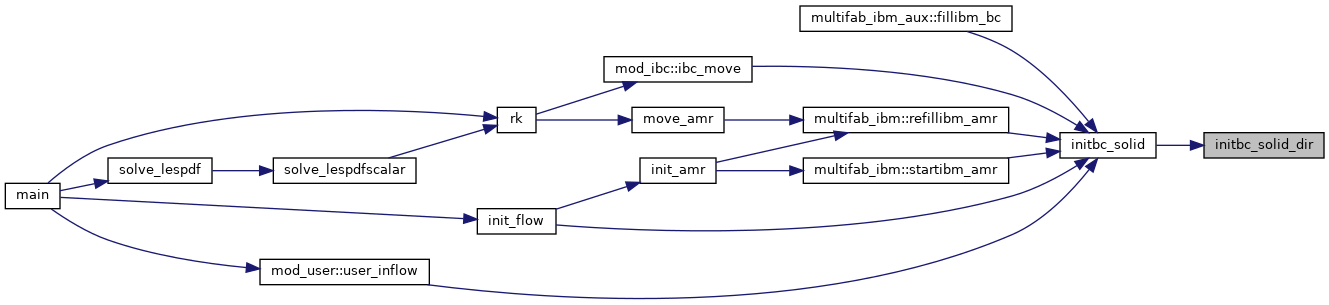 multifab_ibm_aux::fillibm_bc
mod_ibc::ibc_move
rk
move_amr
multifab_ibm::refillibm_amr
initbc_solid
initbc_solid_dir
main
solve_lespdf
solve_lespdfscalar
init_amr
multifab_ibm::startibm_amr
init_flow
mod_user::user_inflow